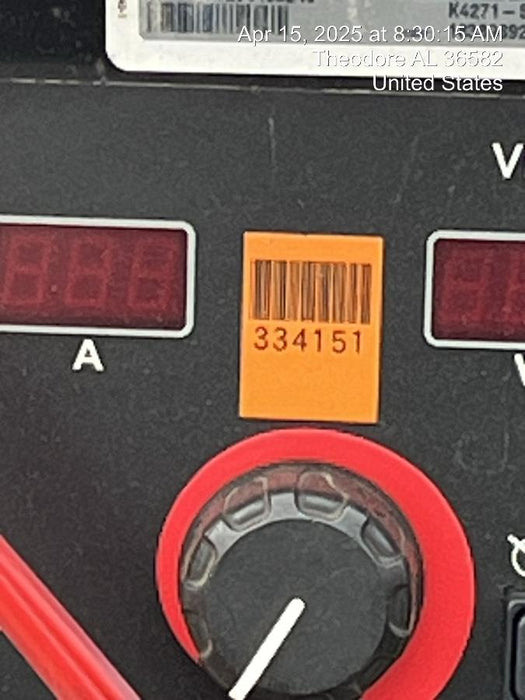 K4271-
Apr 15, 2025 at 8:30:15 AM
Theodore AL 36582
United States
V
A
334151